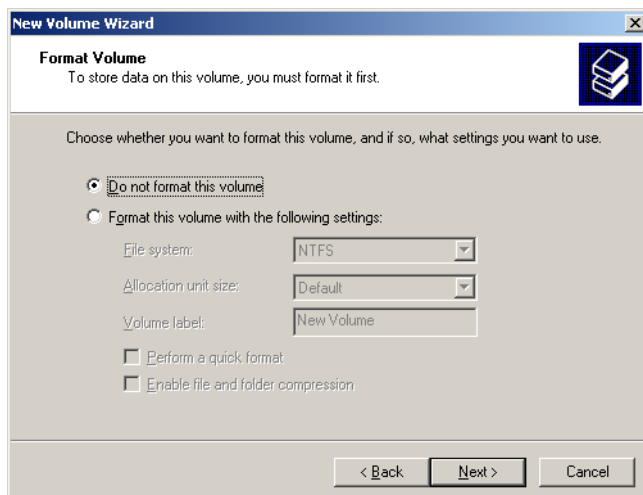 New Volume Wizard
Format Volume
To store data on this volume, you must format it first.
Choose whether you want to format this volume, and if so, what settings you want to use.
Do not format this volume
Format this volume with the following settings:
File system: NTFS
Allocation unit size: Default
Volume label: New Volume
Perform a quick format
Enable file and folder compression
< Back Next > Cancel